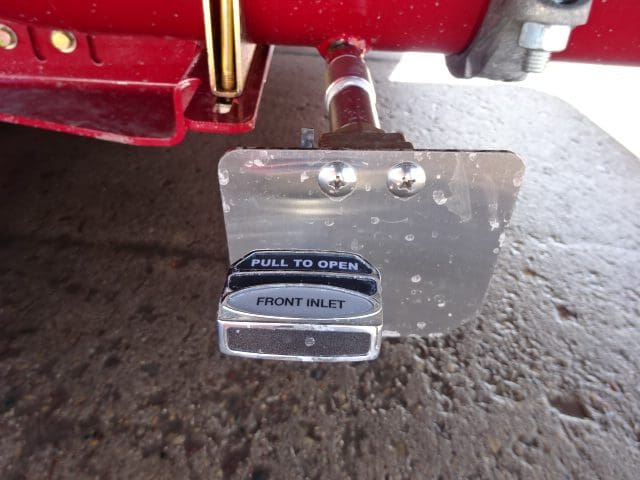 PULL TO OPEN
FRONT INLET